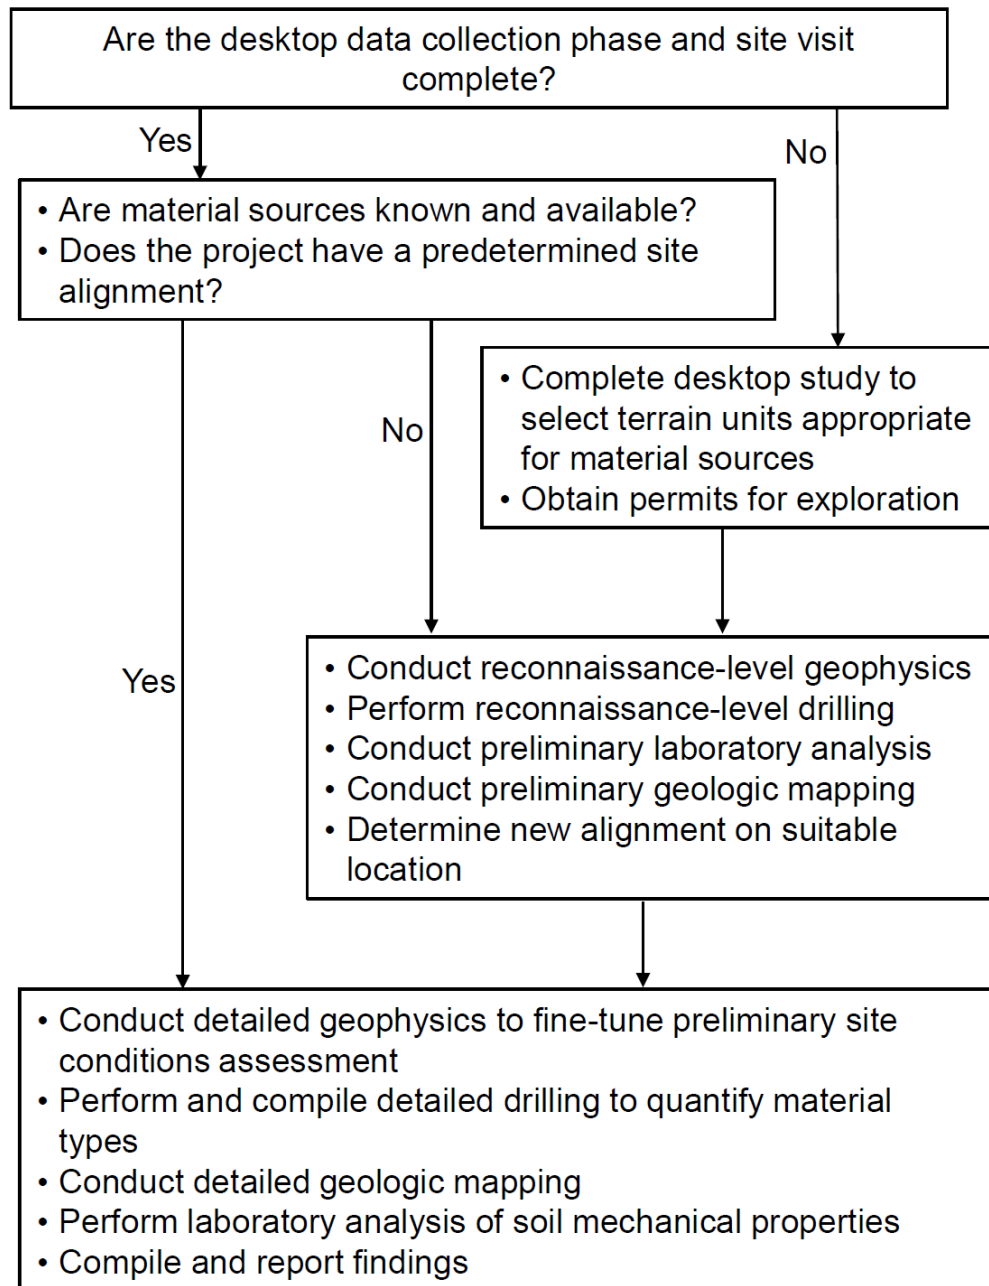 Are the desktop data collection phase and site visit
complete?
Yes
No
• Are material sources known and available?
• Does the project have a predetermined site
alignment?
• Complete desktop study to
select terrain units appropriate
for material sources
• Obtain permits for exploration
No
Yes
• Conduct reconnaissance-level geophysics
• Perform reconnaissance-level drilling
• Conduct preliminary laboratory analysis
• Conduct preliminary geologic mapping
• Determine new alignment on suitable
location
• Conduct detailed geophysics to fine-tune preliminary site
conditions assessment
• Perform and compile detailed drilling to quantify material
types
• Conduct detailed geologic mapping
• Perform laboratory analysis of soil mechanical properties
• Compile and report findings